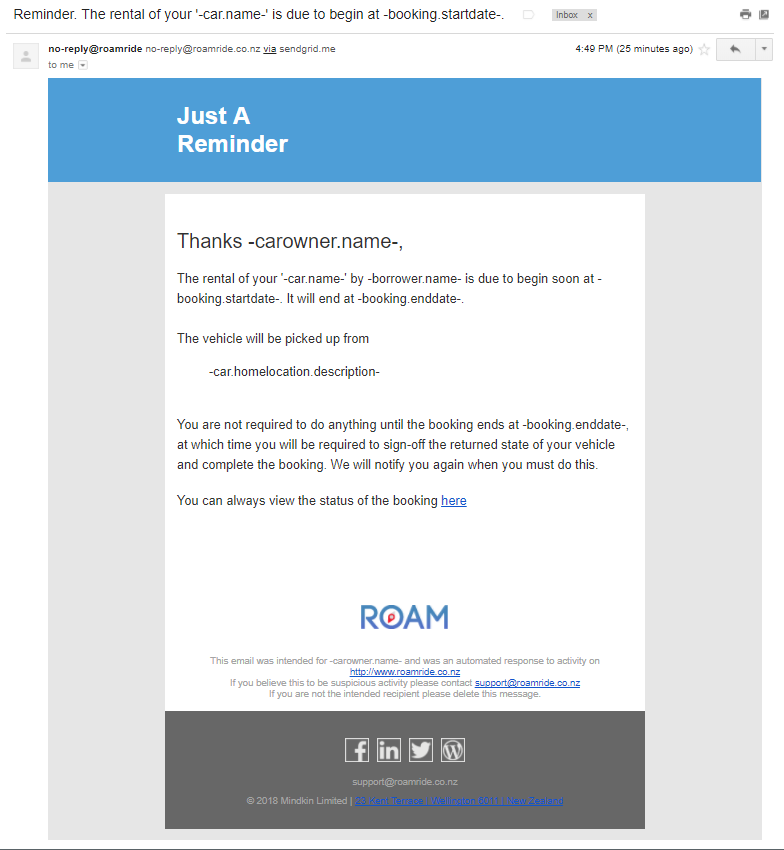 Reminder. The rental of your '-car.name-' is due to begin at -booking.startdate-.
Inbox x
no-reply@roamride no-reply@roamride.co.nz via sendgrid.me
4:49 PM (25 minutes ago)
to me
Just A
Reminder
Thanks -carowner.name-,
The rental of your '-car.name-' by -borrower.name- is due to begin soon at -
booking.startdate-. It will end at -booking.enddate-.
The vehicle will be picked up from
-car.homelocation.description-
You are not required to do anything until the booking ends at -booking.enddate-,
at which time you will be required to sign-off the returned state of your vehicle
and complete the booking. We will notify you again when you must do this.
You can always view the status of the booking here
ROAM
This email was intended for -carowner.name- and was an automated response to activity on
http://www.roamride.co.nz
If you believe this to be suspicious activity please contact support@roamride.co.nz
If you are not the intended recipient please delete this message.
support@roamride.co.nz
© 2018 Mindkin Limited | 23 Kent Terrace | Wellington 6011 | New Zealand